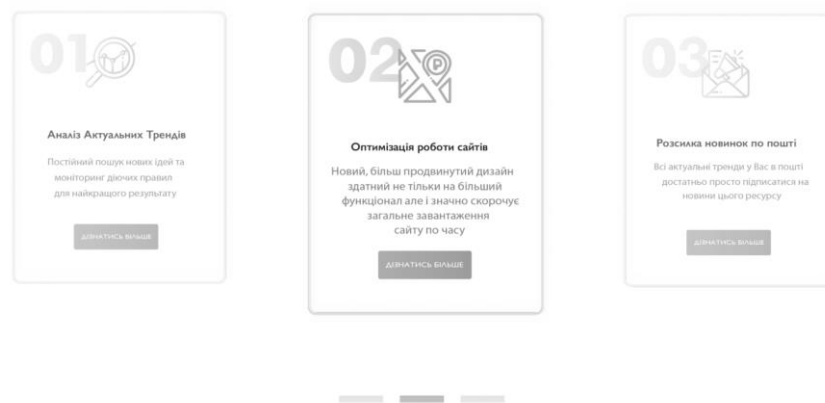 01
Аналіз Актуальних Трендів
Постійний пошук нових ідей та
моніторинг діючих правил
для найкращого результату
ДІЗНАТИСЬ БІЛЬШЕ
02
Оптимізація роботи сайтів
Новий, більш продвинутий дизайн
здатний не тільки на більший
функціонал але і значно скорочує
загальне завантаження
сайту по часу
ДІЗНАТИСЬ БІЛЬШЕ
03
Розсилка новинок по пошті
Всі актуальні тренди у Вас в пошті
достатньо просто підписатися на
новини цього ресурсу
ДІЗНАТИСЬ БІЛЬШЕ